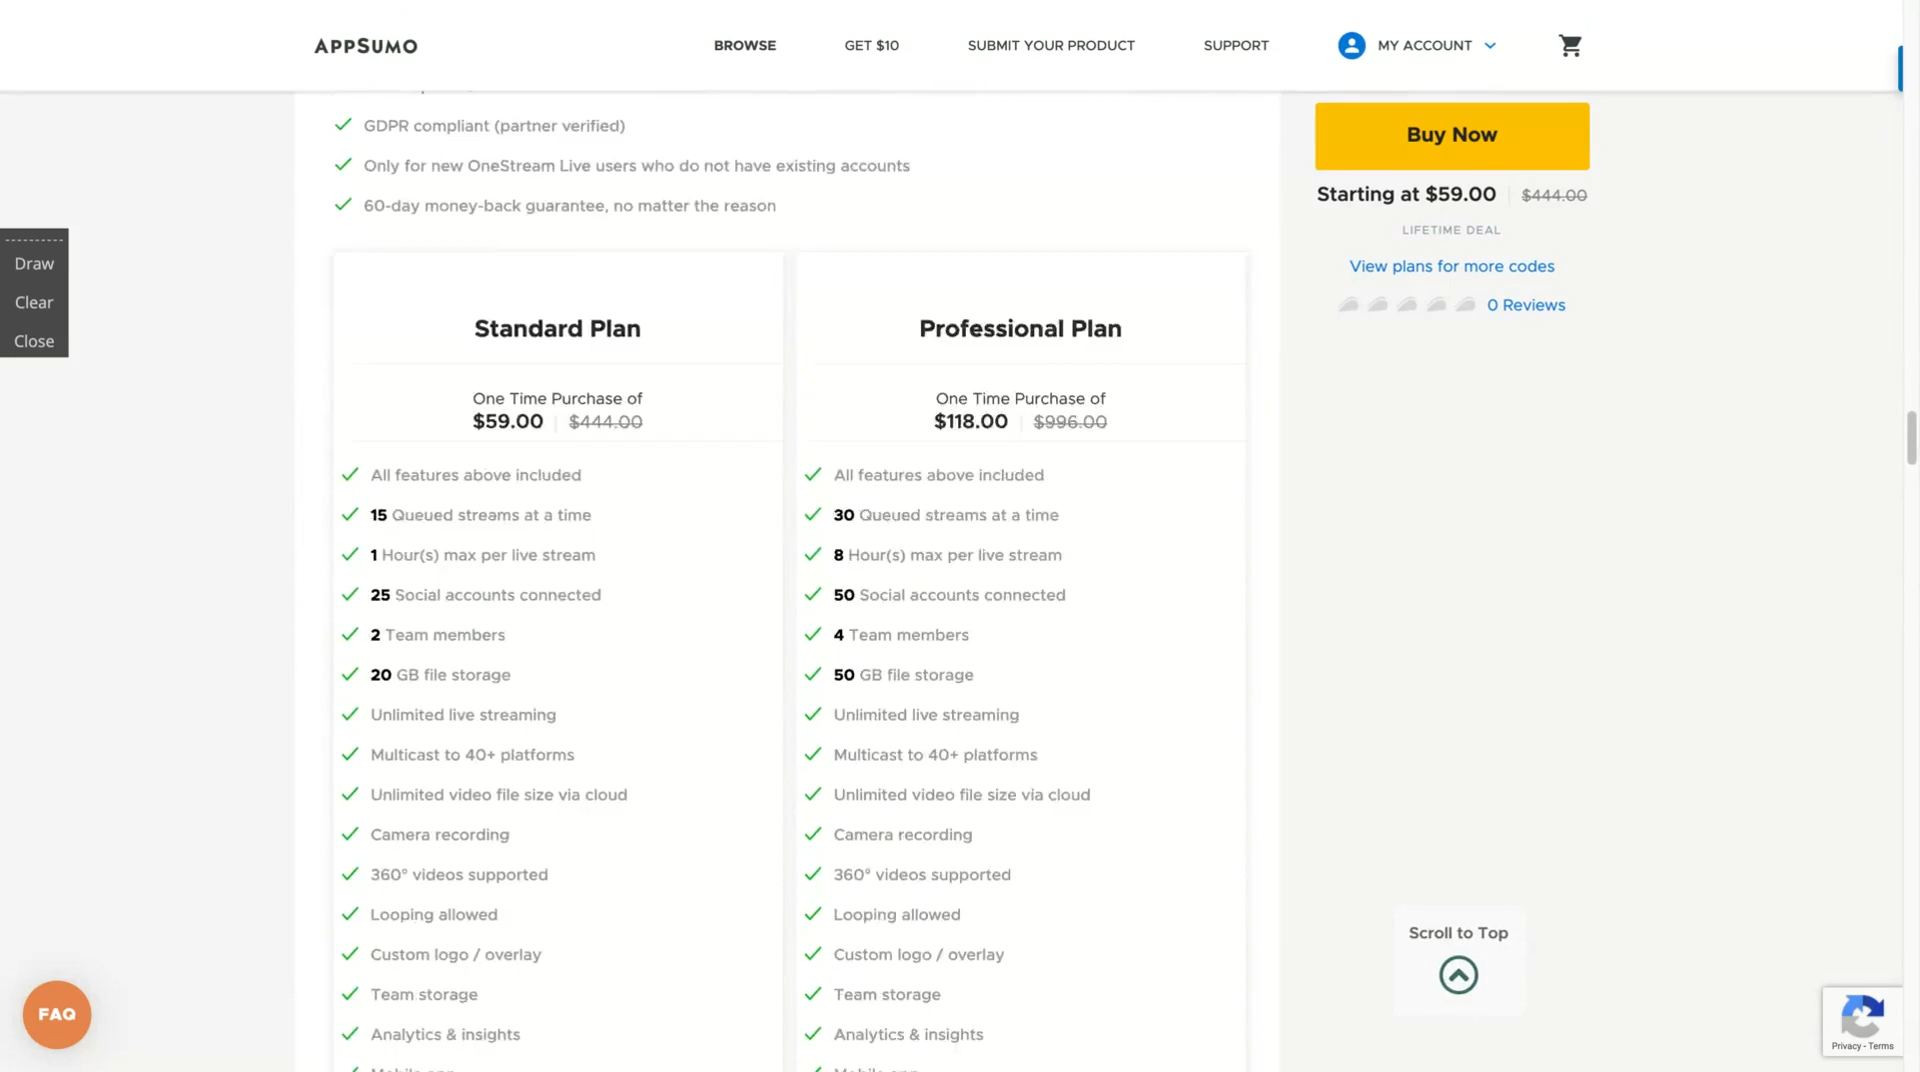 APPSUMO
BROWSE
GET $10
SUBMIT YOUR PRODUCT
SUPPORT
MY ACCOUNT
GDPR compliant (partner verified)
Only for new OneStream Live users who do not have existing accounts
60-day money-back guarantee, no matter the reason
Buy Now
Starting at $59.00 $444.00
LIFETIME DEAL
View plans for more codes
0 Reviews
Draw
Clear
Close
Standard Plan
One Time Purchase of
$59.00 $444.00
All features above included
15 Queued streams at a time
1 Hour(s) max per live stream
25 Social accounts connected
2 Team members
20 GB file storage
Unlimited live streaming
Multicast to 40+ platforms
Unlimited video file size via cloud
Camera recording
360° videos supported
Looping allowed
Custom logo / overlay
Team storage
Analytics & insights
Professional Plan
One Time Purchase of
$118.00 $996.00
All features above included
30 Queued streams at a time
8 Hour(s) max per live stream
50 Social accounts connected
4 Team members
50 GB file storage
Unlimited live streaming
Multicast to 40+ platforms
Unlimited video file size via cloud
Camera recording
360° videos supported
Looping allowed
Custom logo / overlay
Team storage
Analytics & insights
Scroll to Top
FAQ
Privacy - Terms